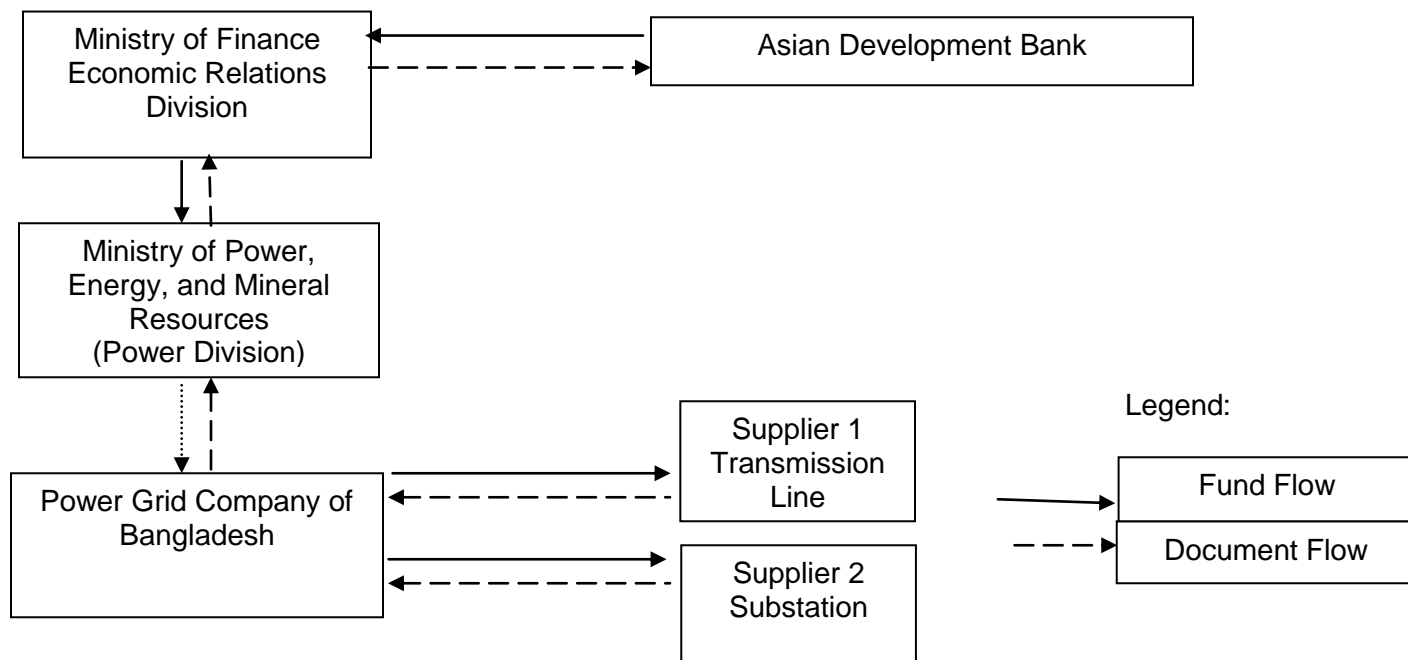 Ministry of Finance
Economic Relations
Division
Asian Development Bank
Ministry of Power,
Energy, and Mineral
Resources
(Power Division)
Power Grid Company of
Bangladesh
Supplier 1
Transmission
Line
Supplier 2
Substation
Legend:
Fund Flow
Document Flow